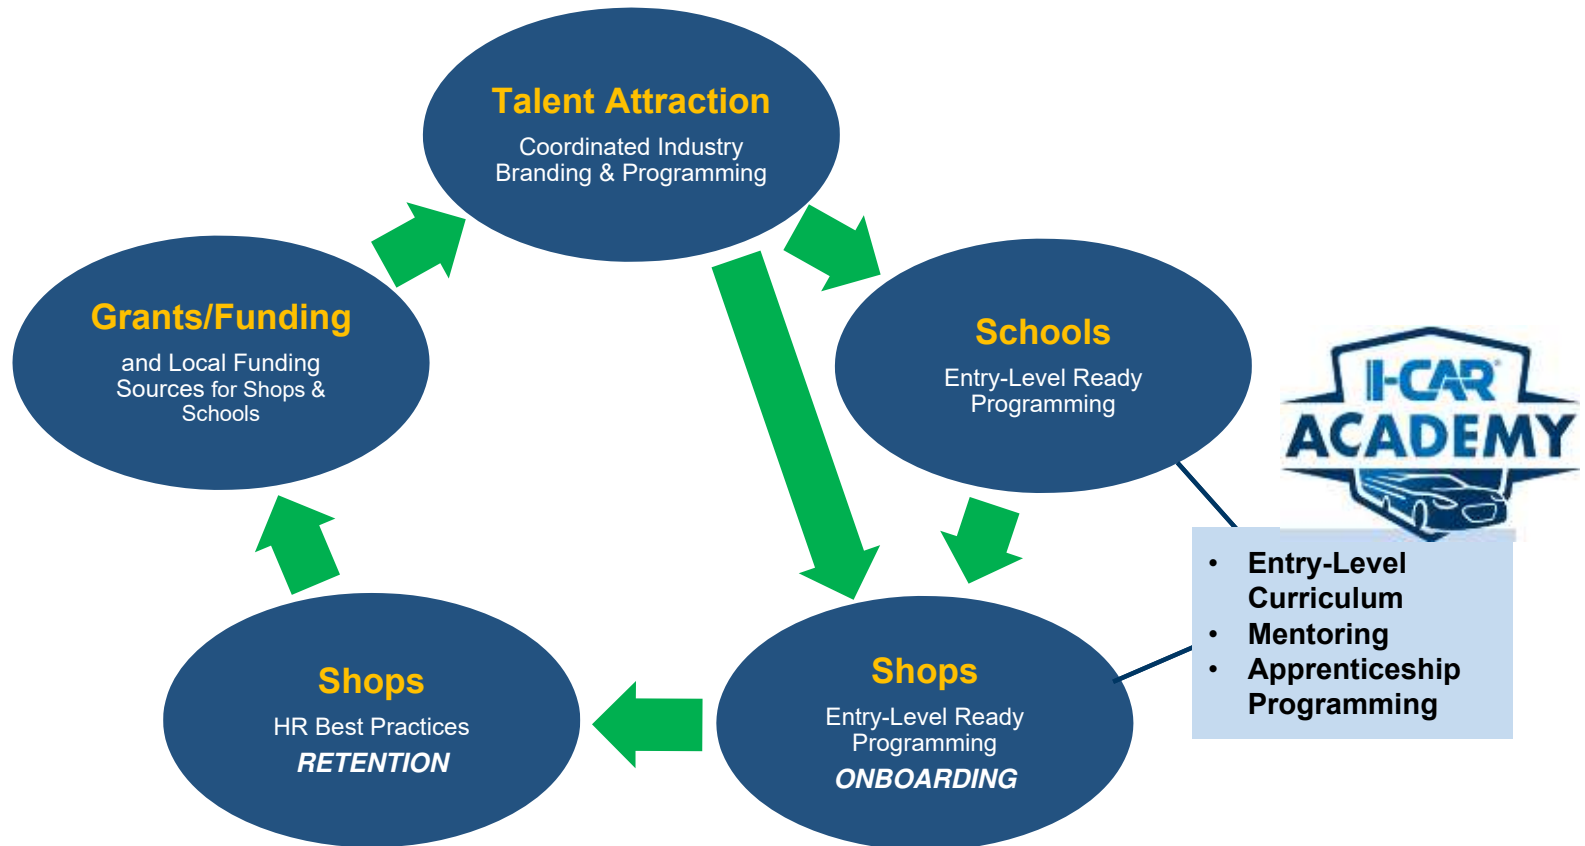 Talent Attraction
Coordinated Industry
Branding & Programming
Grants/Funding
and Local Funding
Sources for Shops &
Schools
Schools
Entry-Level Ready
Programming
I-CAR
ACADEMY
• Entry-Level
Curriculum
• Mentoring
• Apprenticeship
Programming
Shops
HR Best Practices
RETENTION
Shops
Entry-Level Ready
Programming
ONBOARDING